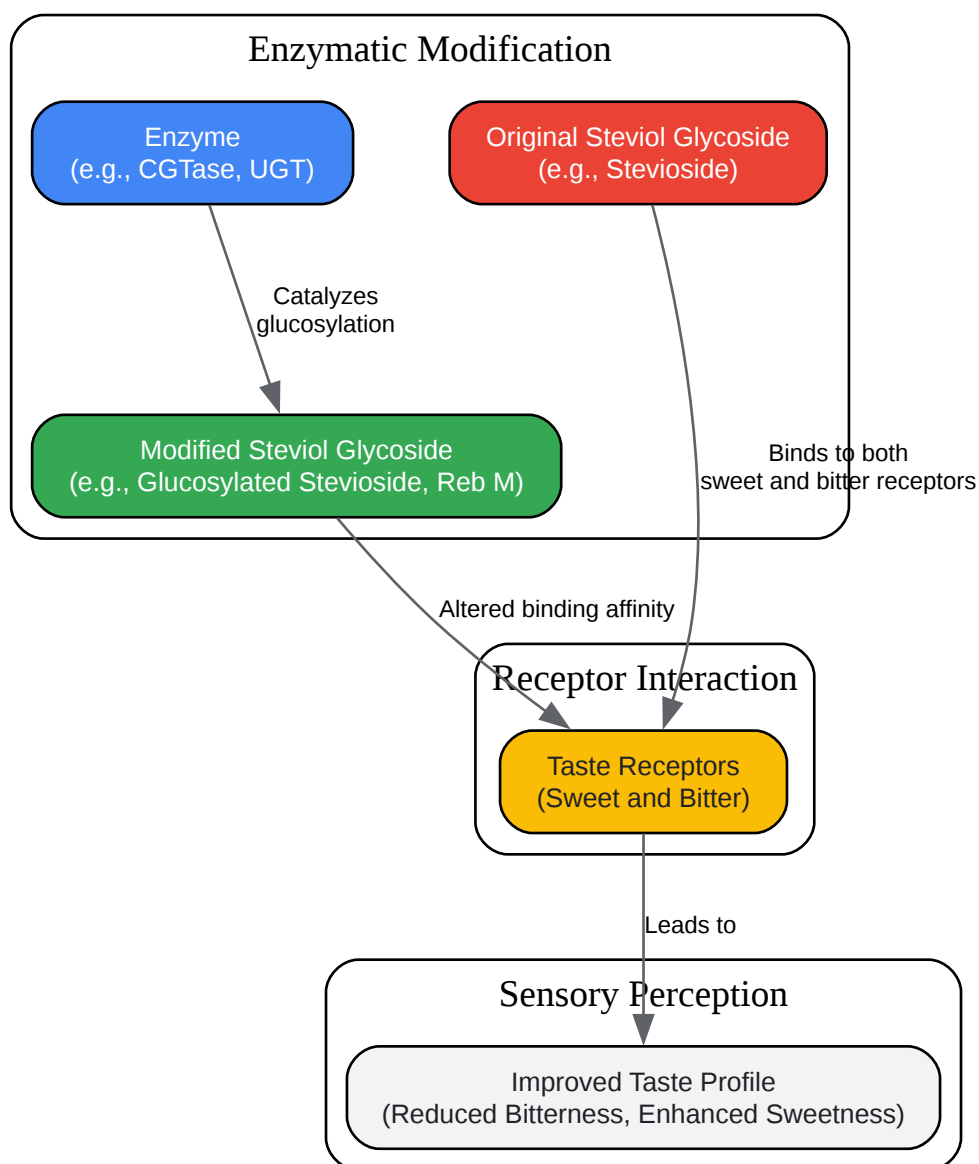 Enzymatic Modification
Enzyme
(e.g., CGTase, UGT)
Original Steviol Glycoside
(e.g., Stevioside)
Catalyzes
glucosylation
Modified Steviol Glycoside
(e.g., Glucosylated Stevioside, Reb M)
Binds to both
sweet and bitter receptors
Altered binding affinity
Receptor Interaction
Taste Receptors
(Sweet and Bitter)
Leads to
Sensory Perception
Improved Taste Profile
(Reduced Bitterness, Enhanced Sweetness)